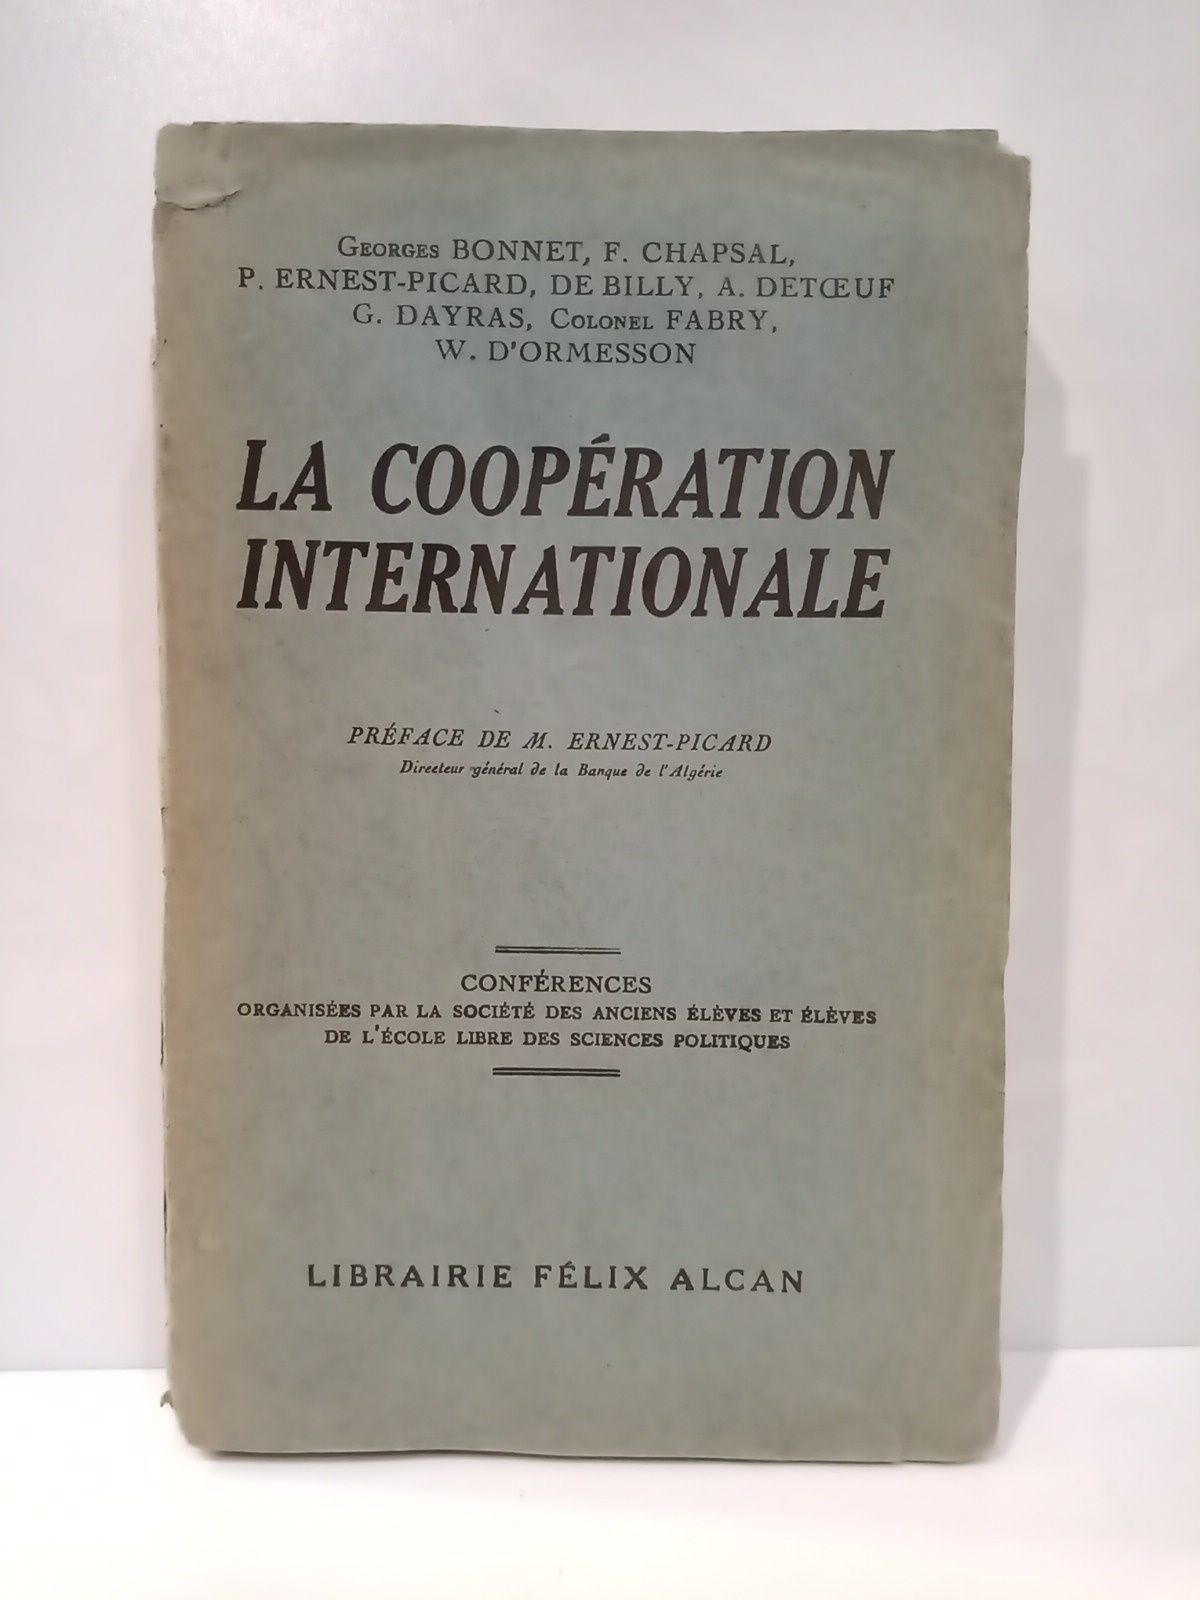 GEORGES BONNET, F. CHAPSAL,
P. ERNEST-PICARD, DE BILLY, A. DETŒUF
G. DAYRAS, COLONEL FABRY,
W. D'ORMESSON
LA COOPÉRATION
INTERNATIONALE
PRÉFACE DE M. ERNEST-PICARD
Directeur général de la Banque de l'Algérie
CONFÉRENCES
ORGANISÉES PAR LA SOCIÉTÉ DES ANCIENS ÉLÈVES ET ÉLÈVES
DE L'ÉCOLE LIBRE DES SCIENCES POLITIQUES
LIBRAIRIE FÉLIX ALCAN